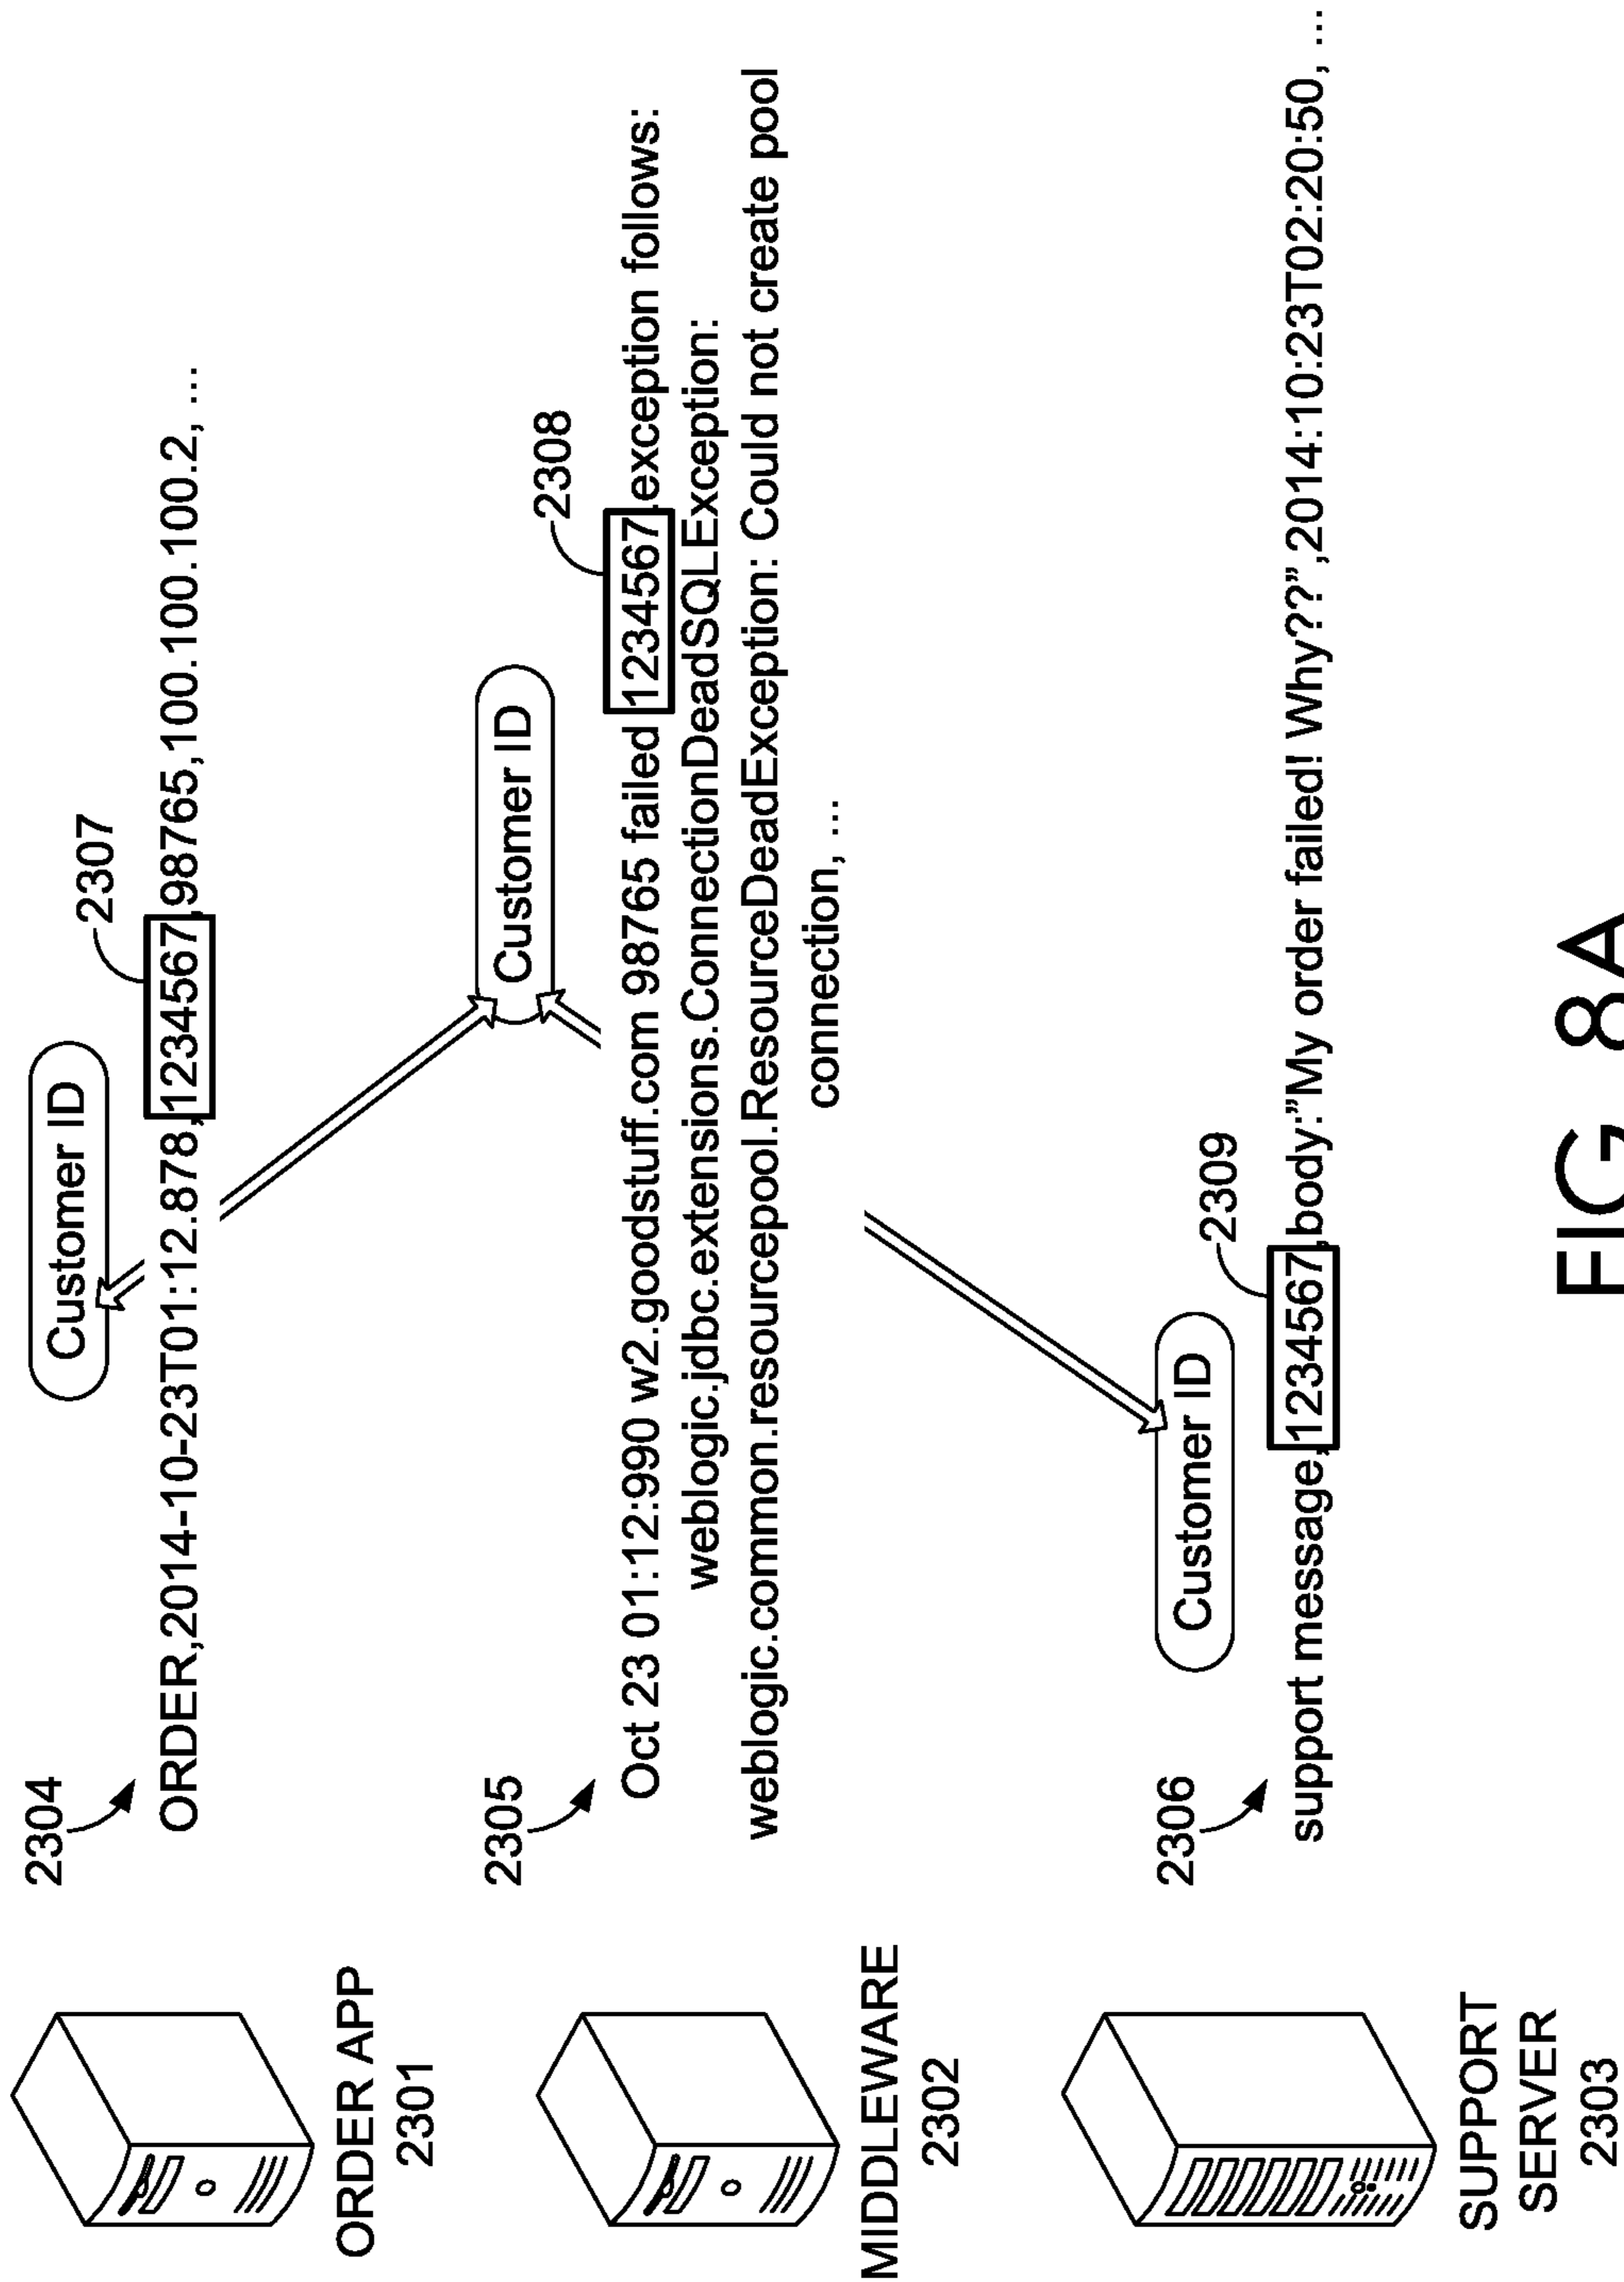 2304
Customer ID
2307
ORDER,2014-10-23T01:12.878,1234567,98765,100.100.100.2, ...
ORDER APP
2301
2305
Customer ID
2308
Oct 23 01:12:990 w2.goodstuff.com 98765 failed 1234567.exception follows:
weblogic.jdbc.extensions.ConnectionDeadSQLException:
weblogic.common.resourcepool.ResourceDeadException: Could not create pool
connection, ...
MIDDLEWARE
2302
2306
Customer ID
2309
support message,1234567,body:”My order failed! Why??”,2014:10:23T02:20:50, ...
SUPPORT
SERVER
2303
FIG 8A